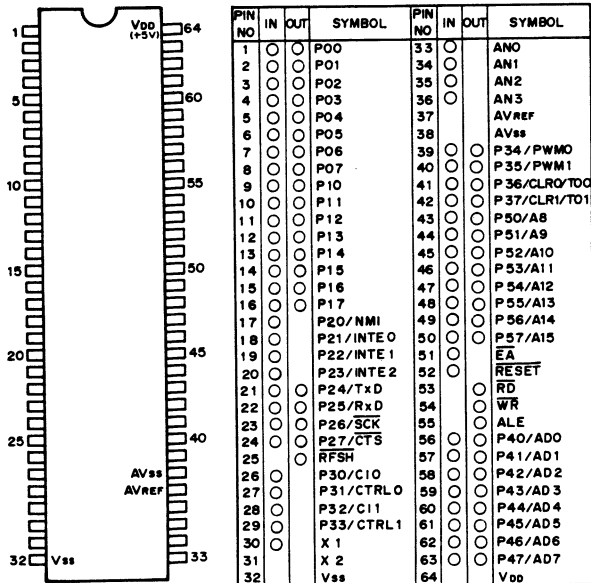 1 VDD 64
(+5V)
5 60
10 55
15 50
20 45
25 40
AVss
AVREF
32 Vss 33
PIN NO IN OUT SYMBOL PIN NO IN OUT SYMBOL
1 ○ ○ P00 33 ○ AN0
2 ○ ○ P01 34 ○ AN1
3 ○ ○ P02 35 ○ AN2
4 ○ ○ P03 36 ○ AN3
5 ○ ○ P04 37 AVREF
6 ○ ○ P05 38 AVss
7 ○ ○ P06 39 ○ ○ P34/PWM0
8 ○ ○ P07 40 ○ ○ P35/PWM1
9 ○ ○ P10 41 ○ ○ P36/CLR0/TO0
10 ○ ○ P11 42 ○ ○ P37/CLR1/TO1
11 ○ ○ P12 43 ○ ○ P50/A8
12 ○ ○ P13 44 ○ ○ P51/A9
13 ○ ○ P14 45 ○ ○ P52/A10
14 ○ ○ P15 46 ○ ○ P53/A11
15 ○ ○ P16 47 ○ ○ P54/A12
16 ○ ○ P17 48 ○ ○ P55/A13
17 ○ P20/NMI 49 ○ ○ P56/A14
18 ○ P21/INTE0 50 ○ ○ P57/A15
19 ○ P22/INTE1 51 ○ EA
20 ○ P23/INTE2 52 ○ RESET
21 ○ ○ P24/TxD 53 ○ RD
22 ○ ○ P25/RxD 54 ○ WR
23 ○ ○ P26/SCK 55 ○ ALE
24 ○ ○ P27/CTS 56 ○ ○ P40/AD0
25 ○ RFSH 57 ○ ○ P41/AD1
26 ○ P30/CI0 58 ○ ○ P42/AD2
27 ○ P31/CTRL0 59 ○ ○ P43/AD3
28 ○ P32/CI1 60 ○ ○ P44/AD4
29 ○ P33/CTRL1 61 ○ ○ P45/AD5
30 ○ X1 62 ○ ○ P46/AD6
31 X2 63 ○ ○ P47/AD7
32 Vss 64 VDD